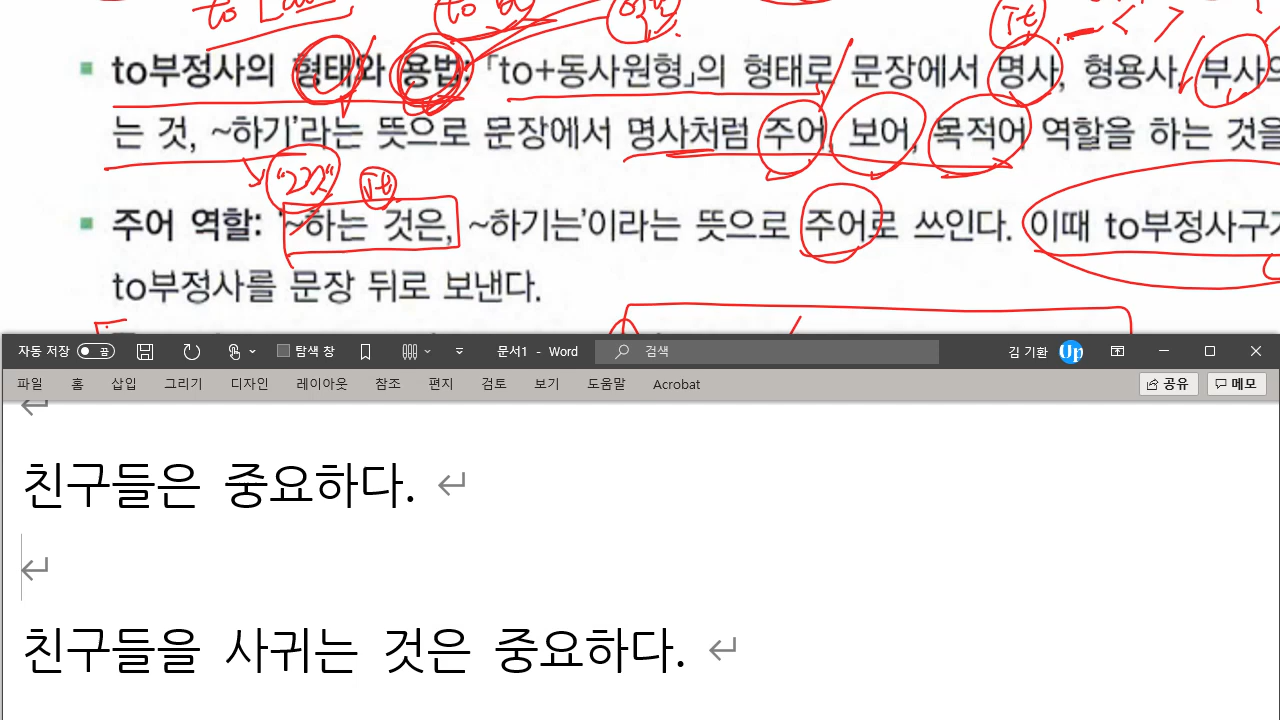 to
to be
to부정사의 형태와 용법: 「to+동사원형」의 형태로 문장에서 명사, 형용사, 부사의
는 것, ~하기'라는 뜻으로 문장에서 명사처럼 주어, 보어, 목적어 역할을 하는 것을
주어 역할: '~하는 것은, ~하기는'이라는 뜻으로 주어로 쓰인다. 이때 to부정사구가
to부정사를 문장 뒤로 보낸다.
자동 저장 끔 탐색 창 문서1 - Word 검색 김 기환 Up
파일 홈 삽입 그리기 디자인 레이아웃 참조 편지 검토 보기 도움말 Acrobat 공유 메모
친구들은 중요하다.
친구들을 사귀는 것은 중요하다.